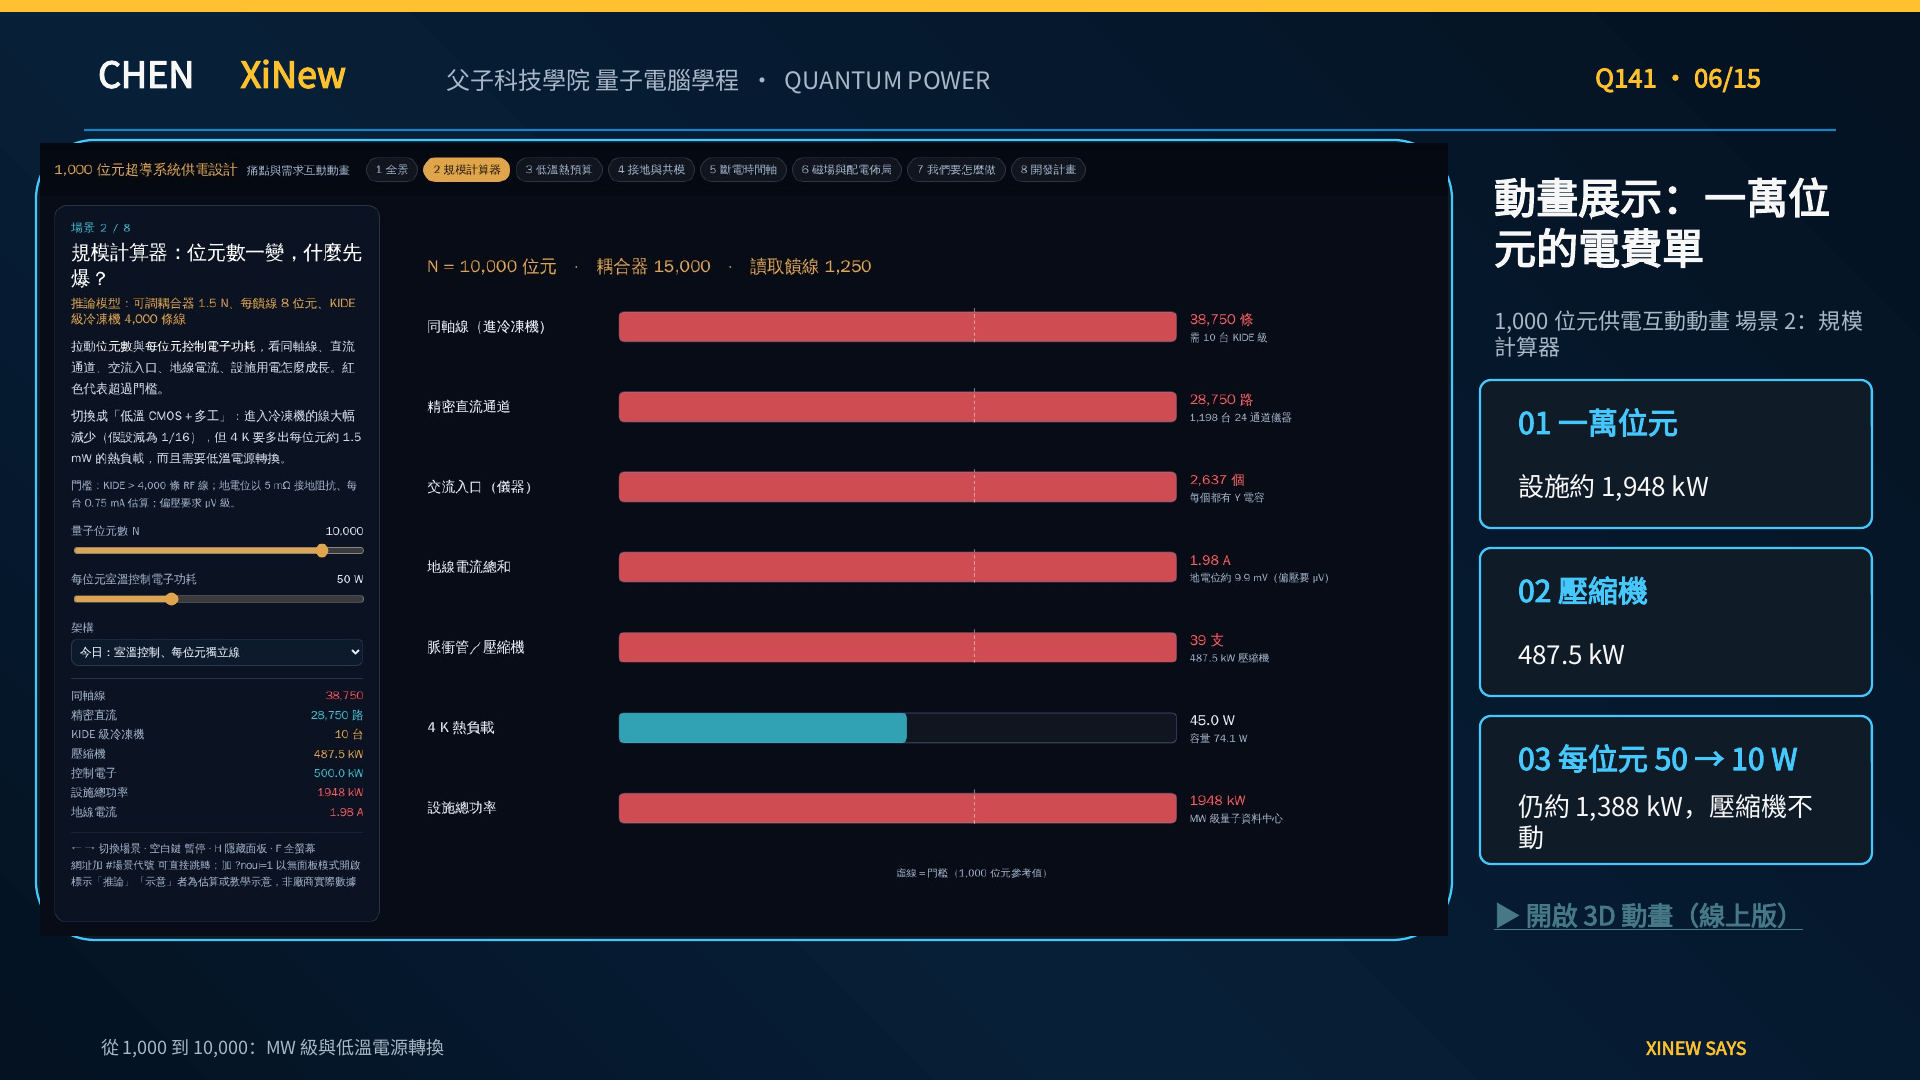 CHEN XiNew 父子科技學院 量子電腦學程 • QUANTUM POWER Q141 • 06/15
1,000 位元超導系統供電設計 痛點與需求互動動畫 1 全景 2 規模計算器 3 低溫熱預算 4 接地與共模 5 斷電時間軸 6 磁場與配電佈局 7 我們要怎麼做 8 開發計畫
場景 2 / 8
規模計算器：位元數一變，什麼先
爆？
推論模型：可調耦合器 1.5 N、每饋線 8 位元、KIDE
級冷凍機 4,000 條線
拉動位元數與每位元控制電子功耗，看同軸線、直流
通道、交流入口、地線電流、設施用電怎麼成長。紅
色代表超過門檻。
切換成「低溫 CMOS + 多工」：進入冷凍機的線大幅
減少（假設減為 1/16），但 4 K 要多出每位元約 1.5
mW 的熱負載，而且需要低溫電源轉換。
門檻：KIDE > 4,000 條 RF 線；地電位以 5 mΩ 接地阻抗、每
台 0.75 mA 估算；偏壓要求 μV 級。
量子位元數 N 10,000
每位元室溫控制電子功耗 50 W
架構
今日：室溫控制、每位元獨立線
同軸線 38,750
精密直流 28,750 路
KIDE 級冷凍機 10 台
壓縮機 487.5 kW
控制電子 500.0 kW
設施總功率 1948 kW
地線電流 1.98 A
←→ 切換場景 · 空白鍵 暫停 · H 隱藏面板 · F 全螢幕
網址加 #場景代號 可直接跳轉；加 ?noui=1 以無面板模式開啟
標示「推論」「示意」者為估算或教學示意，非廠商實際數據
N = 10,000 位元 · 耦合器 15,000 · 讀取饋線 1,250
同軸線（進冷凍機） 38,750 條
需 10 台 KIDE 級
精密直流通道 28,750 路
1,198 台 24 通道儀器
交流入口（儀器） 2,637 個
每個都有 Y 電容
地線電流總和 1.98 A
地電位約 9.9 mV（偏壓要 μV）
脈衝管／壓縮機 39 支
487.5 kW 壓縮機
4 K 熱負載 45.0 W
容量 74.1 W
設施總功率 1948 kW
MW 級量子資料中心
虛線＝門檻（1,000 位元參考值）
動畫展示：一萬位
元的電費單
1,000 位元供電互動動畫 場景 2：規模
計算器
01 一萬位元
設施約 1,948 kW
02 壓縮機
487.5 kW
03 每位元 50 → 10 W
仍約 1,388 kW，壓縮機不
動
▶ 開啟 3D 動畫（線上版）
從 1,000 到 10,000：MW 級與低溫電源轉換
XINEW SAYS